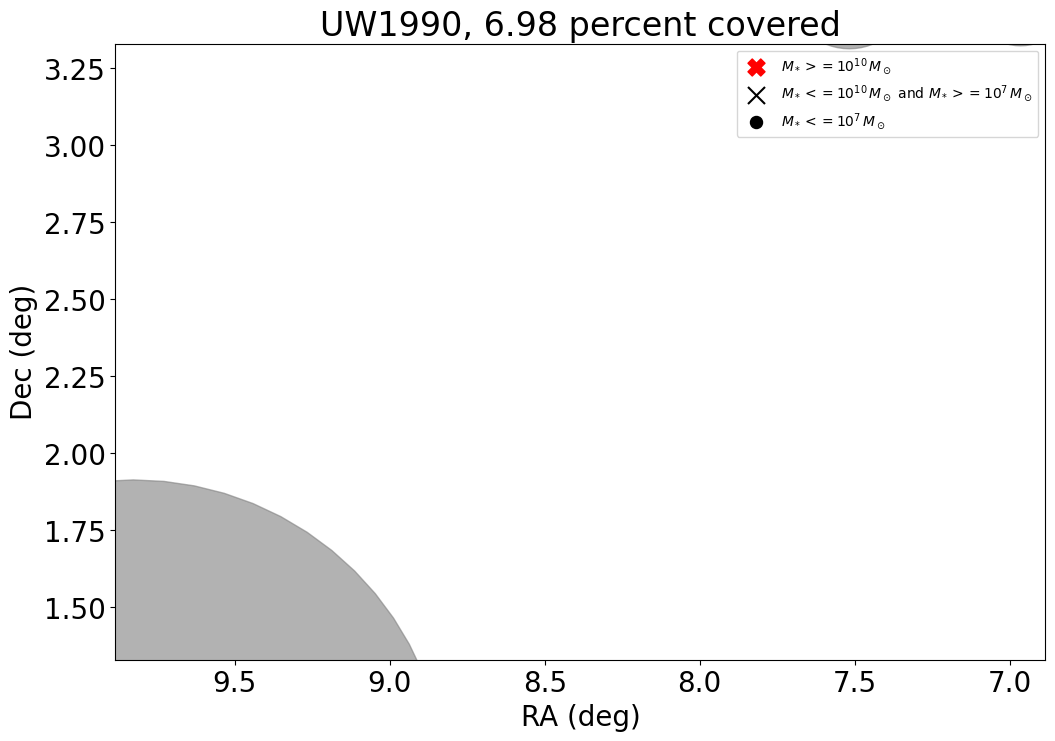 UW1990, 6.98 percent covered
M* >= 10^10 M⊙
M* <= 10^10 M⊙ and M* >= 10^7 M⊙
M* <= 10^7 M⊙
3.25
3.00
2.75
2.50
2.25
2.00
1.75
1.50
Dec (deg)
9.5 9.0 8.5 8.0 7.5 7.0
RA (deg)